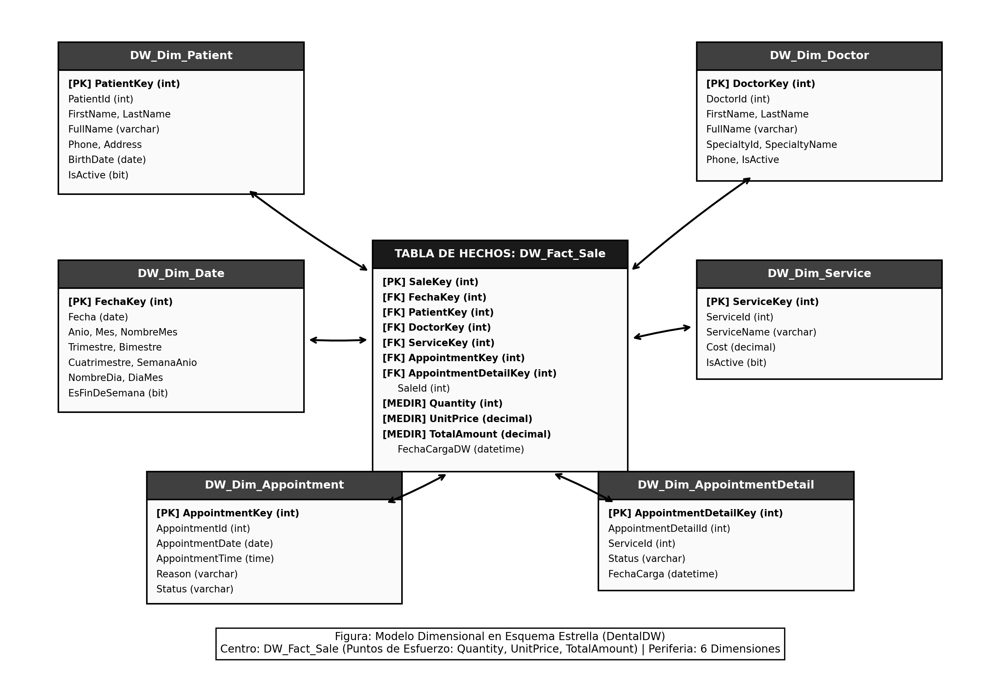 DW_Dim_Patient
[PK] PatientKey (int)
PatientId (int)
FirstName, LastName
FullName (varchar)
Phone, Address
BirthDate (date)
IsActive (bit)
DW_Dim_Doctor
[PK] DoctorKey (int)
DoctorId (int)
FirstName, LastName
FullName (varchar)
SpecialtyId, SpecialtyName
Phone, IsActive
DW_Dim_Date
[PK] FechaKey (int)
Fecha (date)
Anio, Mes, NombreMes
Trimestre, Bimestre
Cuatrimestre, SemanaAnio
NombreDia, DiaMes
EsFinDeSemana (bit)
TABLA DE HECHOS: DW_Fact_Sale
[PK] SaleKey (int)
[FK] FechaKey (int)
[FK] PatientKey (int)
[FK] DoctorKey (int)
[FK] ServiceKey (int)
[FK] AppointmentKey (int)
[FK] AppointmentDetailKey (int)
SaleId (int)
[MEDIR] Quantity (int)
[MEDIR] UnitPrice (decimal)
[MEDIR] TotalAmount (decimal)
FechaCargaDW (datetime)
DW_Dim_Service
[PK] ServiceKey (int)
ServiceId (int)
ServiceName (varchar)
Cost (decimal)
IsActive (bit)
DW_Dim_Appointment
[PK] AppointmentKey (int)
AppointmentId (int)
AppointmentDate (date)
AppointmentTime (time)
Reason (varchar)
Status (varchar)
DW_Dim_AppointmentDetail
[PK] AppointmentDetailKey (int)
AppointmentDetailId (int)
ServiceId (int)
Status (varchar)
FechaCarga (datetime)
Figura: Modelo Dimensional en Esquema Estrella (DentalDW)
Centro: DW_Fact_Sale (Puntos de Esfuerzo: Quantity, UnitPrice, TotalAmount) | Periferia: 6 Dimensiones